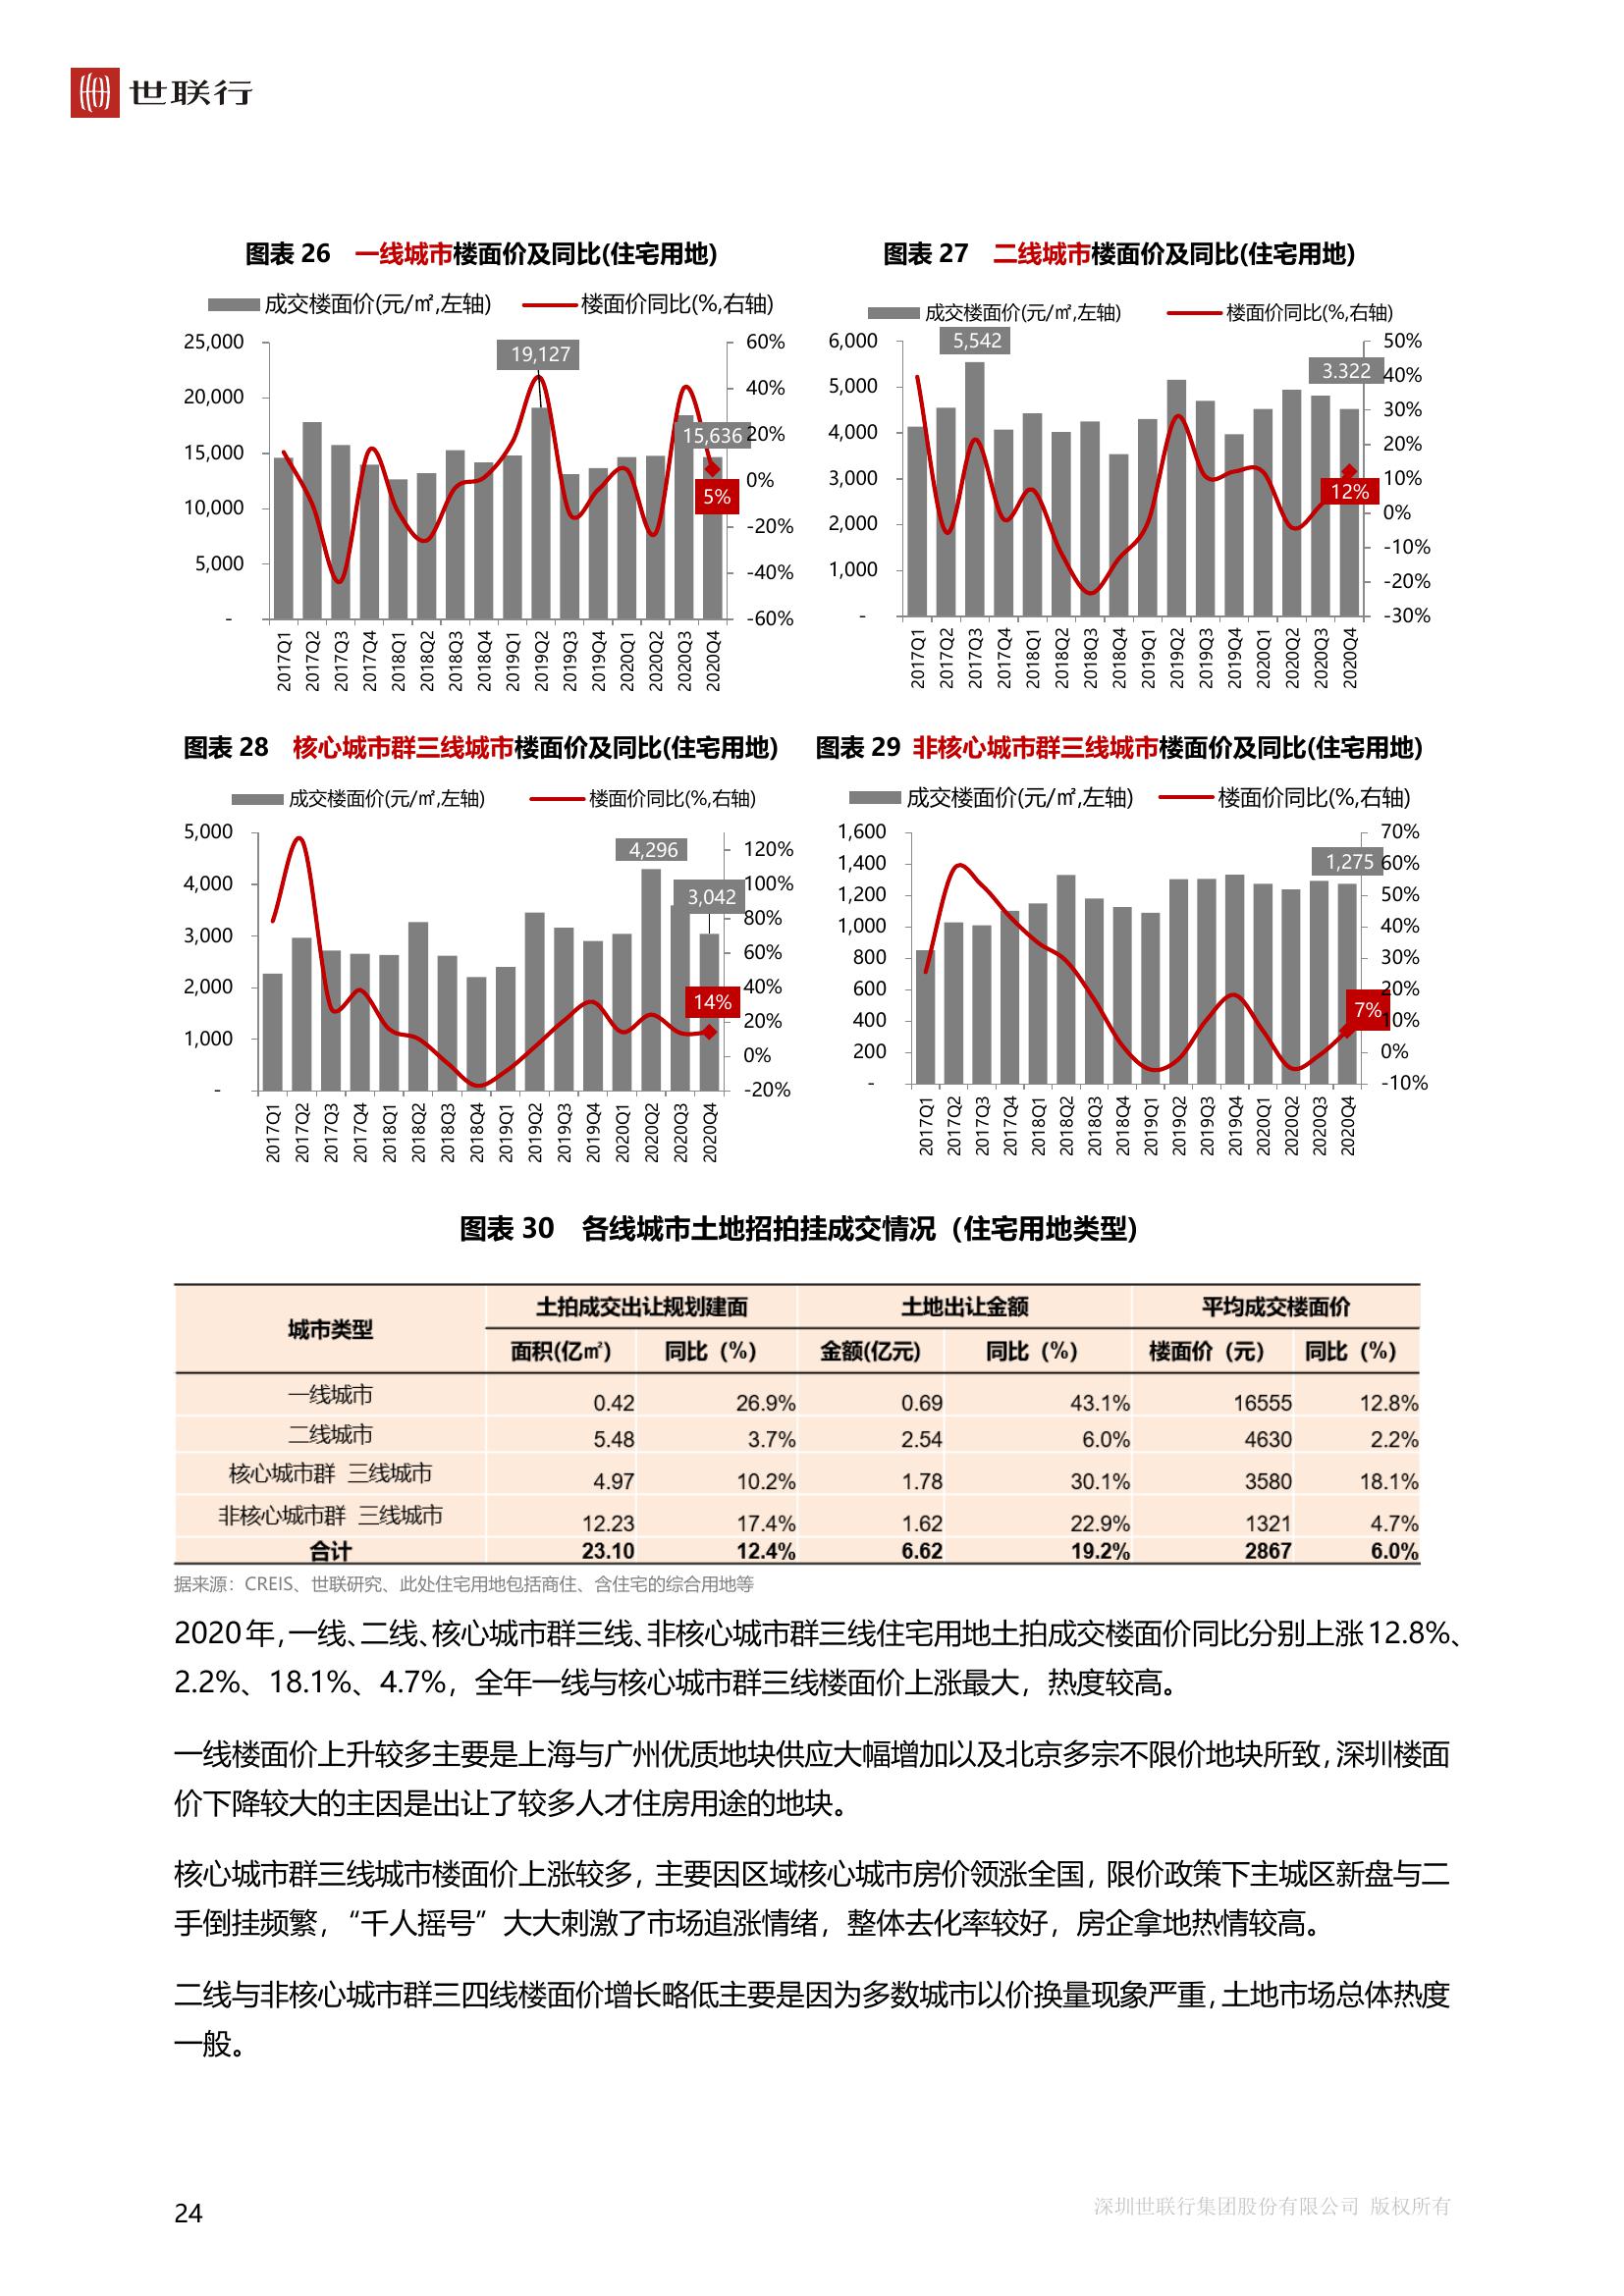 世联行
图表 26 一线城市楼面价及同比(住宅用地)
成交楼面价(元/㎡,左轴) 楼面价同比(%,右轴)
25,000
20,000
15,000
10,000
5,000
-
60%
40%
20%
0%
-20%
-40%
-60%
19,127
15,636
5%
2017Q1
2017Q2
2017Q3
2017Q4
2018Q1
2018Q2
2018Q3
2018Q4
2019Q1
2019Q2
2019Q3
2019Q4
2020Q1
2020Q2
2020Q3
2020Q4
图表 27 二线城市楼面价及同比(住宅用地)
成交楼面价(元/㎡,左轴) 楼面价同比(%,右轴)
6,000
5,000
4,000
3,000
2,000
1,000
-
50%
40%
30%
20%
10%
0%
-10%
-20%
-30%
5,542
3.322
12%
2017Q1
2017Q2
2017Q3
2017Q4
2018Q1
2018Q2
2018Q3
2018Q4
2019Q1
2019Q2
2019Q3
2019Q4
2020Q1
2020Q2
2020Q3
2020Q4
图表 28 核心城市群三线城市楼面价及同比(住宅用地)
成交楼面价(元/㎡,左轴) 楼面价同比(%,右轴)
5,000
4,000
3,000
2,000
1,000
-
120%
100%
80%
60%
40%
20%
0%
-20%
4,296
3,042
14%
2017Q1
2017Q2
2017Q3
2017Q4
2018Q1
2018Q2
2018Q3
2018Q4
2019Q1
2019Q2
2019Q3
2019Q4
2020Q1
2020Q2
2020Q3
2020Q4
图表 29 非核心城市群三线城市楼面价及同比(住宅用地)
成交楼面价(元/㎡,左轴) 楼面价同比(%,右轴)
1,600
1,400
1,200
1,000
800
600
400
200
-
70%
60%
50%
40%
30%
20%
10%
0%
-10%
1,275
7%
2017Q1
2017Q2
2017Q3
2017Q4
2018Q1
2018Q2
2018Q3
2018Q4
2019Q1
2019Q2
2019Q3
2019Q4
2020Q1
2020Q2
2020Q3
2020Q4
图表 30 各线城市土地招拍挂成交情况（住宅用地类型）
城市类型 土拍成交出让规划建面 土地出让金额 平均成交楼面价
面积(亿㎡) 同比（%） 金额(亿元) 同比（%） 楼面价（元） 同比（%）
一线城市 0.42 26.9% 0.69 43.1% 16555 12.8%
二线城市 5.48 3.7% 2.54 6.0% 4630 2.2%
核心城市群 三线城市 4.97 10.2% 1.78 30.1% 3580 18.1%
非核心城市群 三线城市 12.23 17.4% 1.62 22.9% 1321 4.7%
合计 23.10 12.4% 6.62 19.2% 2867 6.0%
据来源：CREIS、世联研究、此处住宅用地包括商住、含住宅的综合用地等
2020年，一线、二线、核心城市群三线、非核心城市群三线住宅用地土拍成交楼面价同比分别上涨12.8%、
2.2%、18.1%、4.7%，全年一线与核心城市群三线楼面价上涨最大，热度较高。
一线楼面价上升较多主要是上海与广州优质地块供应大幅增加以及北京多宗不限价地块所致，深圳楼面
价下降较大的主因是出让了较多人才住房用途的地块。
核心城市群三线城市楼面价上涨较多，主要因区域核心城市房价领涨全国，限价政策下主城区新盘与二
手倒挂频繁，“千人摇号”大大刺激了市场追涨情绪，整体去化率较好，房企拿地热情较高。
二线与非核心城市群三四线楼面价增长略低主要是因为多数城市以价换量现象严重，土地市场总体热度
一般。
24
深圳世联行集团股份有限公司 版权所有